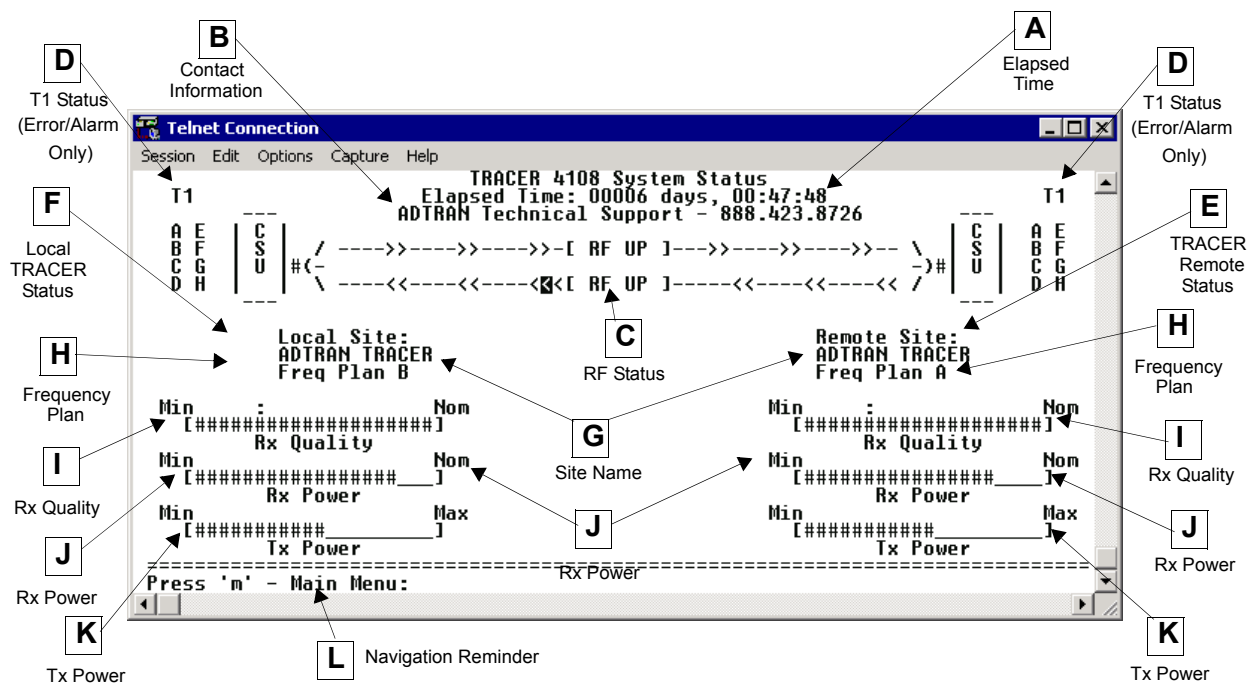 B
Contact
Information
A
Elapsed
Time
D
T1 Status
(Error/Alarm
Only)
D
T1 Status
(Error/Alarm
Only)
F
Local
TRACER
Status
E
TRACER
Remote
Status
H
Frequency
Plan
H
Frequency
Plan
I
Rx Quality
I
Rx Quality
J
Rx Power
J
Rx Power
K
Tx Power
K
Tx Power
Telnet Connection
Session Edit Options Capture Help
TRACER 4108 System Status
T1 Elapsed Time: 00006 days, 00:47:48 T1
ADTRAN Technical Support - 888.423.8726
--- ---
A E | C | | C | A E
B F | S | / ---->>---->>---->>-[ RF UP ]---->>---->>---->>-- \ | S | B F
C G | U |#(- -)#| U | C G
D H | | \ ----<<----<<----<<<[ RF UP ]----<<----<<----<< / | | D H
--- ---
C
RF Status
Local Site: Remote Site:
ADTRAN TRACER ADTRAN TRACER
Freq Plan B Freq Plan A
G
Site Name
Min : Nom Min : Nom
[####################] [####################]
Rx Quality Rx Quality
Min Nom Min Nom
[#################___] [################____]
Rx Power Rx Power
J
Rx Power
Min Max Min Max
[###########_________] [###########_________]
Tx Power Tx Power
================================================================================
Press 'm' - Main Menu:
L
Navigation Reminder